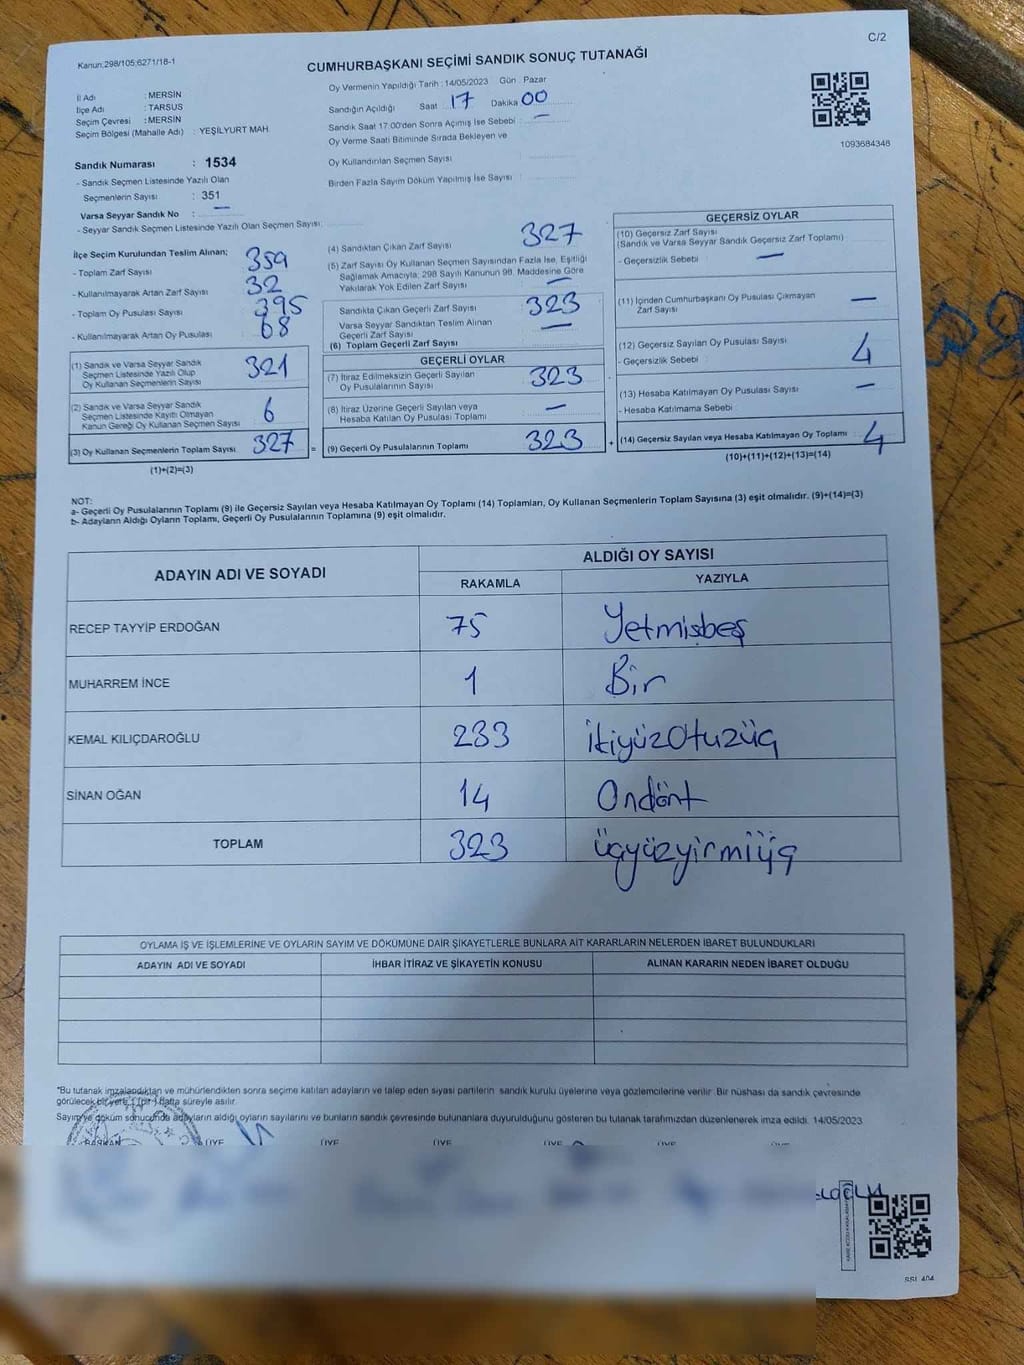 C/2
Kanun:298/105;6271/18-1
CUMHURBAŞKANI SEÇİMİ SANDIK SONUÇ TUTANAĞI
İl Adı : MERSİN
İlçe Adı : TARSUS
Seçim Çevresi : MERSİN
Seçim Bölgesi (Mahalle Adı) : YEŞİLYURT MAH.
Sandık Numarası : 1534
- Sandık Seçmen Listesinde Yazılı Olan
Seçmenlerin Sayısı : 351
Varsa Seyyar Sandık No : —
- Seyyar Sandık Seçmen Listesinde Yazılı Olan Seçmen Sayısı:
Oy Vermenin Yapıldığı Tarih : 14/05/2023 Gün Pazar
Sandığın Açıldığı Saat 17 Dakika 00
Sandık Saat 17:00'den Sonra Açımış İse Sebebi : —
Oy Verme Saati Bitiminde Sırada Bekleyen ve
Oy Kullandırılan Seçmen Sayısı :
Birden Fazla Sayım Döküm Yapılmış İse Sayısı :
1093684348
İlçe Seçim Kurulundan Teslim Alınan;
- Toplam Zarf Sayısı : 359
- Kullanılmayarak Artan Zarf Sayısı : 32
- Toplam Oy Pusulası Sayısı : 395
- Kullanılmayarak Artan Oy Pusulası : 68
(1) Sandık ve Varsa Seyyar Sandık
Seçmen Listesinde Yazılı Olup
Oy Kullanan Seçmenlerin Sayısı : 321
(2) Sandık ve Varsa Seyyar Sandık
Seçmen Listesinde Kayıtlı Olmayan
Kanun Gereği Oy Kullanan Seçmen Sayısı : 6
(3) Oy Kullanan Seçmenlerin Toplam Sayısı : 327
(1)+(2)=(3)
=
(4) Sandıktan Çıkan Zarf Sayısı : 327
(5) Zarf Sayısı Oy Kullanan Seçmen Sayısından Fazla İse, Eşitliği
Sağlamak Amacıyla; 298 Sayılı Kanunun 98. Maddesine Göre
Yakılarak Yok Edilen Zarf Sayısı : —
Sandıkta Çıkan Geçerli Zarf Sayısı : 323
Varsa Seyyar Sandıktan Teslim Alınan
Geçerli Zarf Sayısı : —
(6) Toplam Geçerli Zarf Sayısı :
GEÇERLİ OYLAR
(7) İtiraz Edilmeksizin Geçerli Sayılan
Oy Pusulalarının Sayısı : 323
(8) İtiraz Üzerine Geçerli Sayılan veya
Hesaba Katılan Oy Pusulası Toplamı : —
(9) Geçerli Oy Pusulalarının Toplamı : 323
+
GEÇERSİZ OYLAR
(10) Geçersiz Zarf Sayısı
(Sandık ve Varsa Seyyar Sandık Geçersiz Zarf Toplamı)
- Geçersizlik Sebebi : —
(11) İçinden Cumhurbaşkanı Oy Pusulası Çıkmayan
Zarf Sayısı : —
(12) Geçersiz Sayılan Oy Pusulası Sayısı : 4
- Geçersizlik Sebebi :
(13) Hesaba Katılmayan Oy Pusulası Sayısı : —
- Hesaba Katılmama Sebebi :
(14) Geçersiz Sayılan veya Hesaba Katılmayan Oy Toplamı : 4
(10)+(11)+(12)+(13)=(14)
NOT:
a- Geçerli Oy Pusulalarının Toplamı (9) ile Geçersiz Sayılan veya Hesaba Katılmayan Oy Toplamı (14) Toplamları, Oy Kullanan Seçmenlerin Toplam Sayısına (3) eşit olmalıdır. (9)+(14)=(3)
b- Adayların Aldığı Oyların Toplamı, Geçerli Oy Pusulalarının Toplamına (9) eşit olmalıdır.
ADAYIN ADI VE SOYADI
ALDIĞI OY SAYISI
RAKAMLA YAZIYLA
RECEP TAYYİP ERDOĞAN 75 Yetmişbeş
MUHARREM İNCE 1 Bir
KEMAL KILIÇDAROĞLU 233 ikiyüzOtuzüç
SİNAN OĞAN 14 Ondört
TOPLAM 323 üçyüzyirmiüç
OYLAMA İŞ VE İŞLEMLERİNE VE OYLARIN SAYIM VE DÖKÜMÜNE DAİR ŞİKAYETLERLE BUNLARA AİT KARARLARIN NELERDEN İBARET BULUNDUKLARI
ADAYIN ADI VE SOYADI İHBAR İTİRAZ VE ŞİKAYETİN KONUSU ALINAN KARARIN NEDEN İBARET OLDUĞU
*Bu tutanak imzalandıktan ve mühürlendikten sonra seçime katılan adayların ve talep eden siyasi partilerin sandık kurulu üyelerine veya gözlemcilerine verilir. Bir nüshası da sandık çevresinde
görülecek bir yere 1 (bir) hafta süreyle asılır.
Sayım ve döküm sonucunda adayların aldığı oyların sayılarını ve bunların sandık çevresinde bulunanlara duyurulduğunu gösteren bu tutanak tarafımızdan düzenlenerek imza edildi. 14/05/2023
BAŞKAN ÜYE ÜYE ÜYE ÜYE ÜYE ÜYE